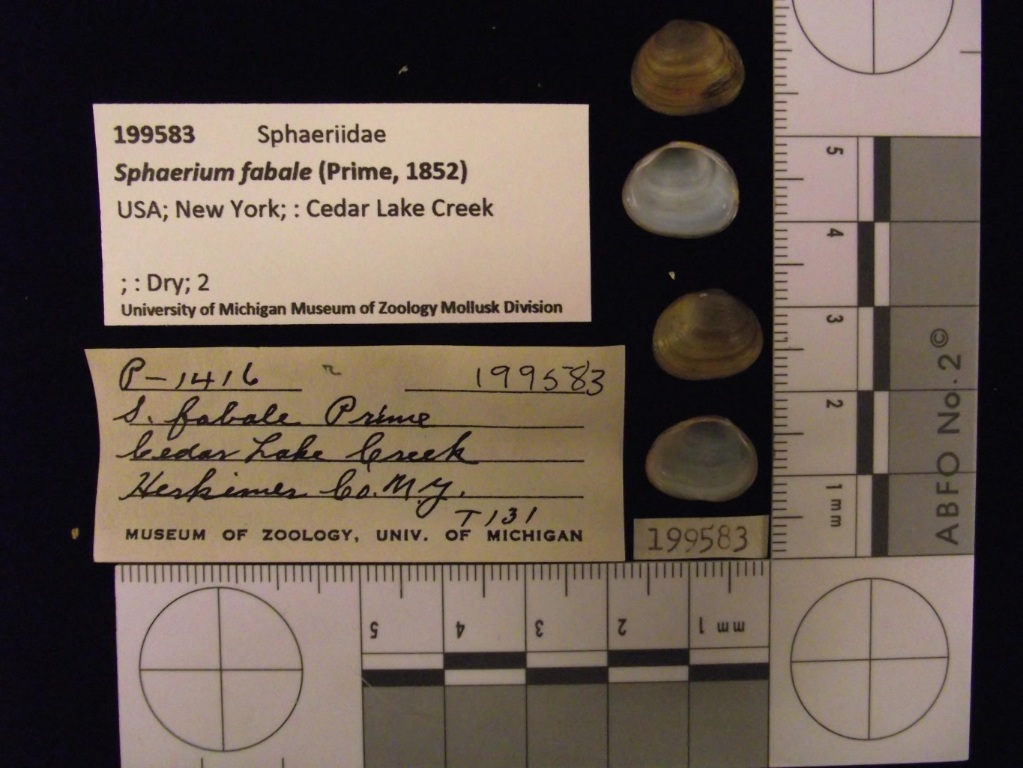 199583 Sphaeriidae
Sphaerium fabale (Prime, 1852)
USA; New York; : Cedar Lake Creek
; : Dry; 2
University of Michigan Museum of Zoology Mollusk Division
P-1416 199583
S. fabale Prime
Cedar Lake Creek
Herkimer Co. N.Y.
T131
MUSEUM OF ZOOLOGY, UNIV. OF MICHIGAN
199583
5
4
3
2
1 mm
ABFO No. 2 ©
5 4 3 2 1 mm